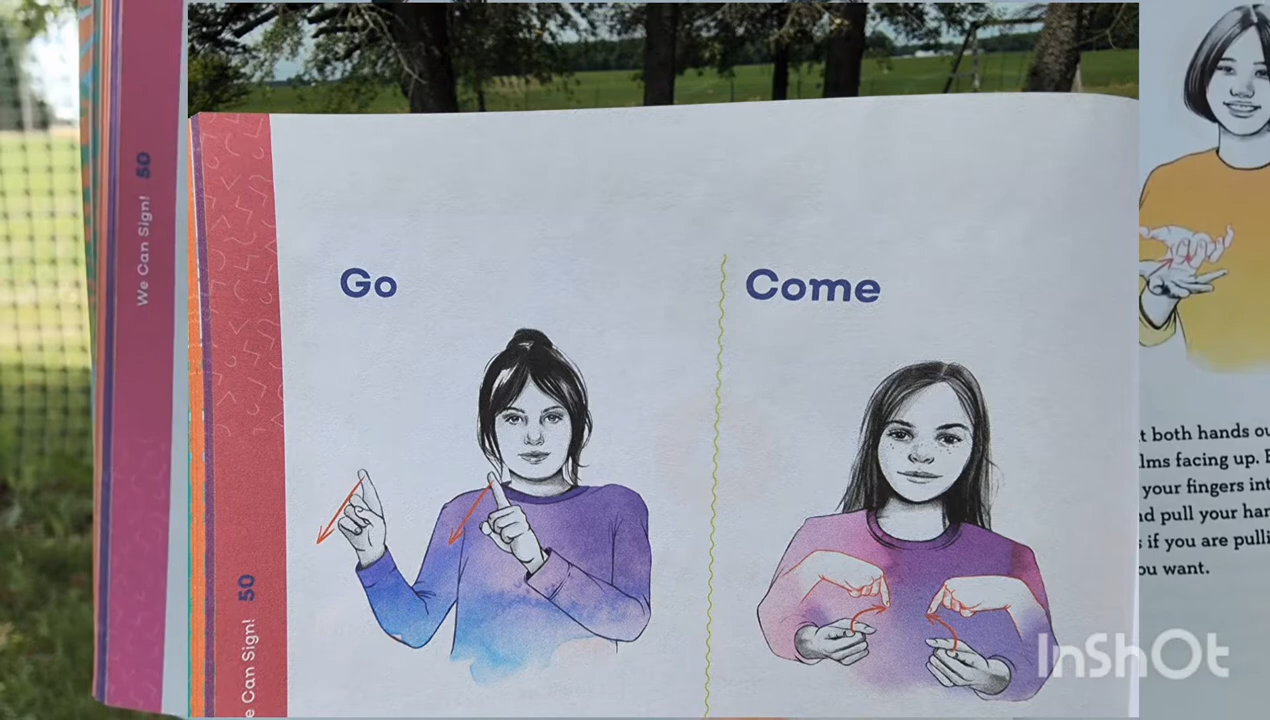 We Can Sign! 50
e Can Sign! 50
Go
Come
t both hands ou
lms facing up. B
your fingers int
d pull your han
if you are pulli
ou want.
InShOt